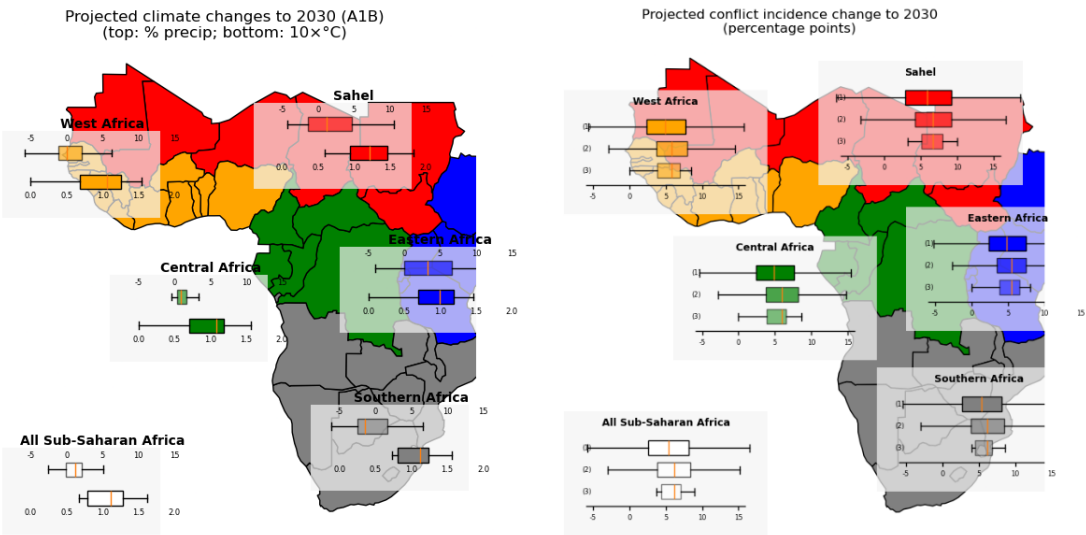 Projected climate changes to 2030 (A1B)
(top: % precip; bottom: 10×°C)
Sahel
-5 0 5 10 15
0.0 0.5 1.0 1.5 2.0
West Africa
-5 0 5 10 15
0.0 0.5 1.0 1.5 2.0
Eastern Africa
-5 0 5 10 15
0.0 0.5 1.0 1.5 2.0
Central Africa
-5 0 5 10 15
0.0 0.5 1.0 1.5 2.0
Southern Africa
-5 0 5 10 15
0.0 0.5 1.0 1.5 2.0
All Sub-Saharan Africa
-5 0 5 10 15
0.0 0.5 1.0 1.5 2.0
Projected conflict incidence change to 2030
(percentage points)
Sahel
(1)
(2)
(3)
-5 0 5 10 15
West Africa
(1)
(2)
(3)
-5 0 5 10 15
Eastern Africa
(1)
(2)
(3)
-5 0 5 10 15
Central Africa
(1)
(2)
(3)
-5 0 5 10 15
Southern Africa
(1)
(2)
(3)
-5 0 5 10 15
All Sub-Saharan Africa
(1)
(2)
(3)
-5 0 5 10 15